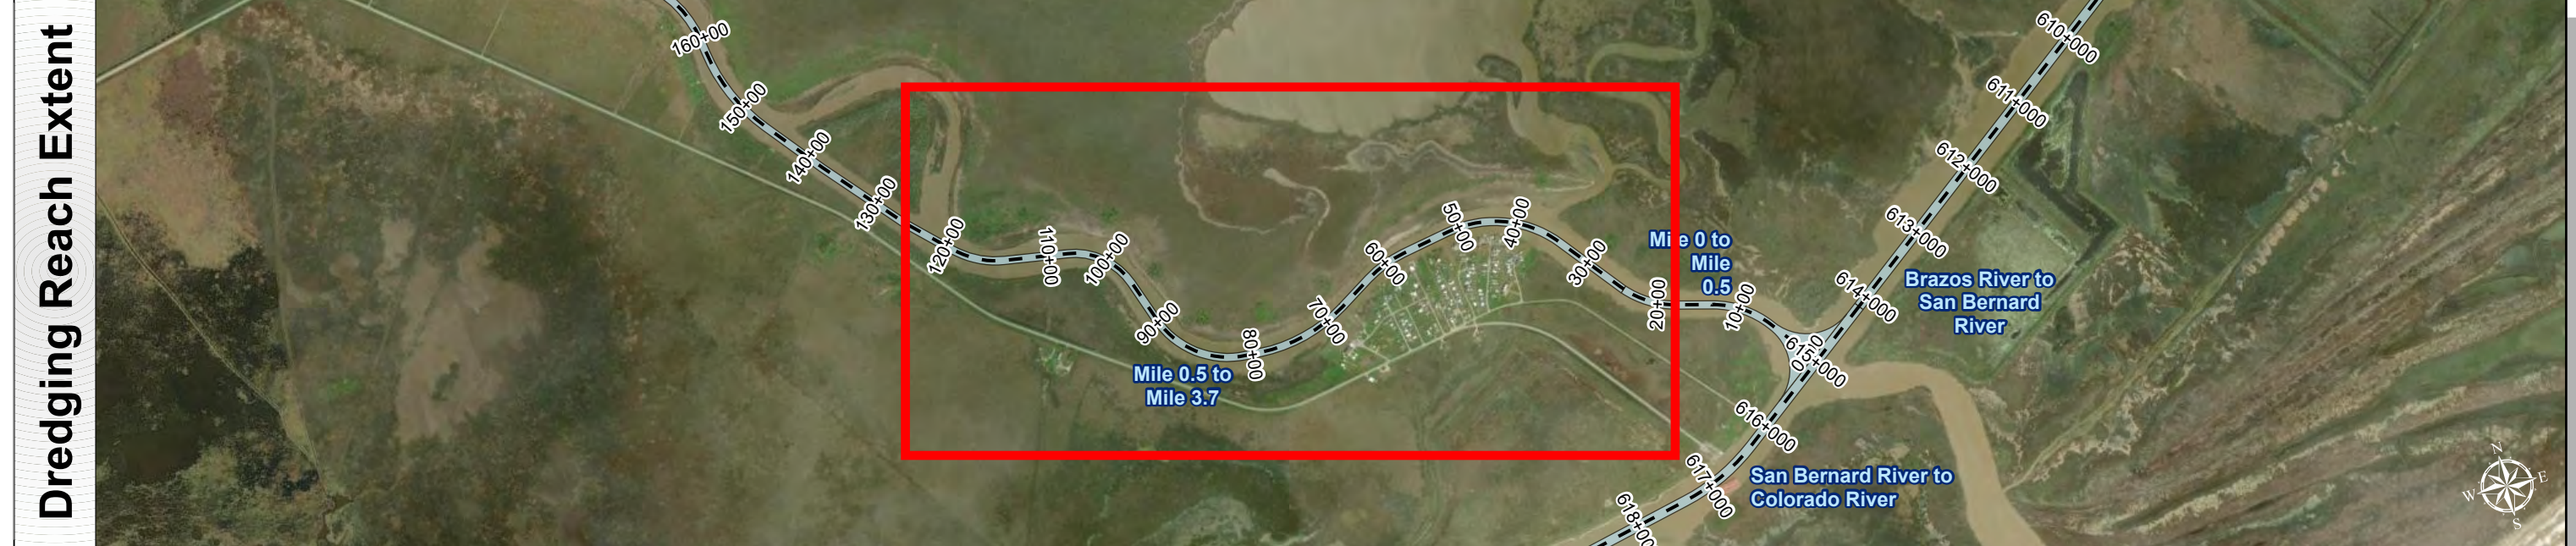 Dredging Reach Extent
160+00
150+00
140+00
130+00
120+00
110+00
100+00
90+00
80+00
70+00
60+00
50+00
40+00
30+00
20+00
10+00
0+0
Mile 0.5 to
Mile 3.7
Mile 0 to
Mile
0.5
610+000
611+000
612+000
613+000
614+000
615+000
616+000
617+000
618+00
Brazos River to
San Bernard
River
San Bernard River to
Colorado River
N
E
S
W